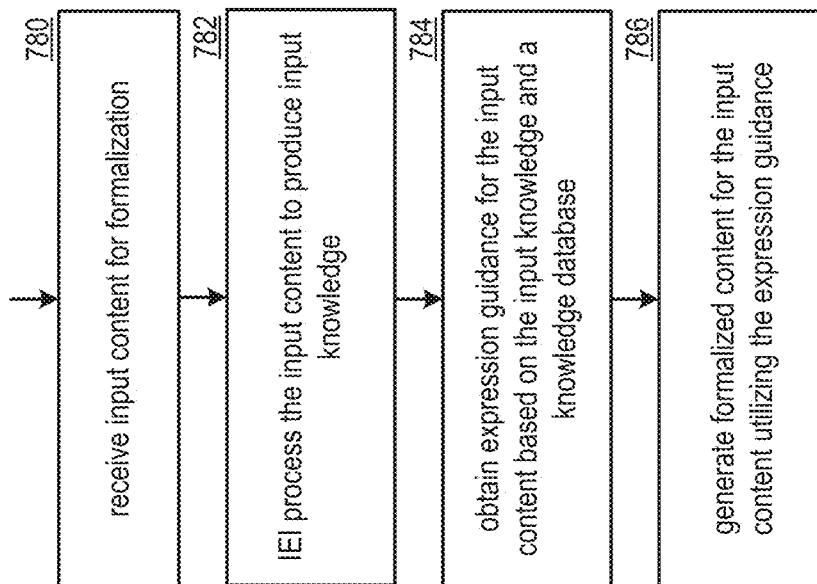 780
receive input content for formalization
782
IEI process the input content to produce input
knowledge
784
obtain expression guidance for the input
content based on the input knowledge and a
knowledge database
786
generate formalized content for the input
content utilizing the expression guidance